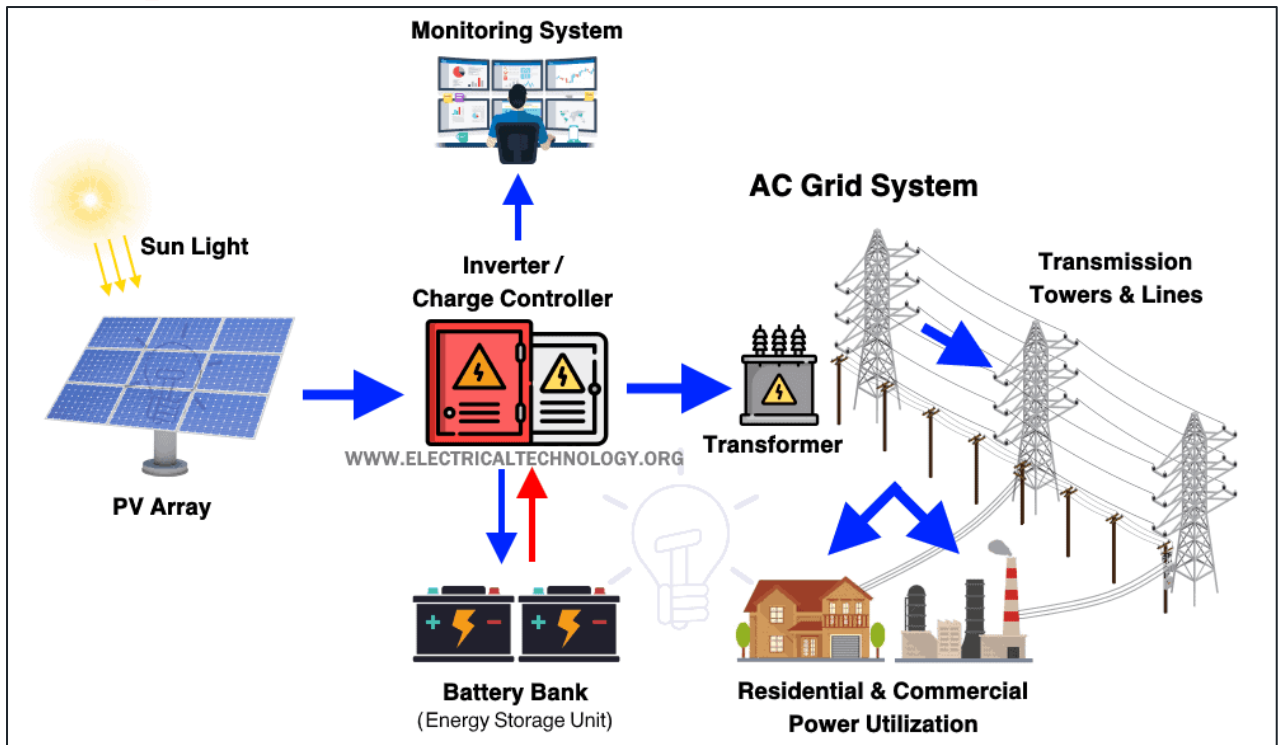 Monitoring System
AC Grid System
Sun Light
Inverter /
Charge Controller
Transmission
Towers & Lines
Transformer
WWW.ELECTRICALTECHNOLOGY.ORG
PV Array
+ - + -
Battery Bank
(Energy Storage Unit)
Residential & Commercial
Power Utilization